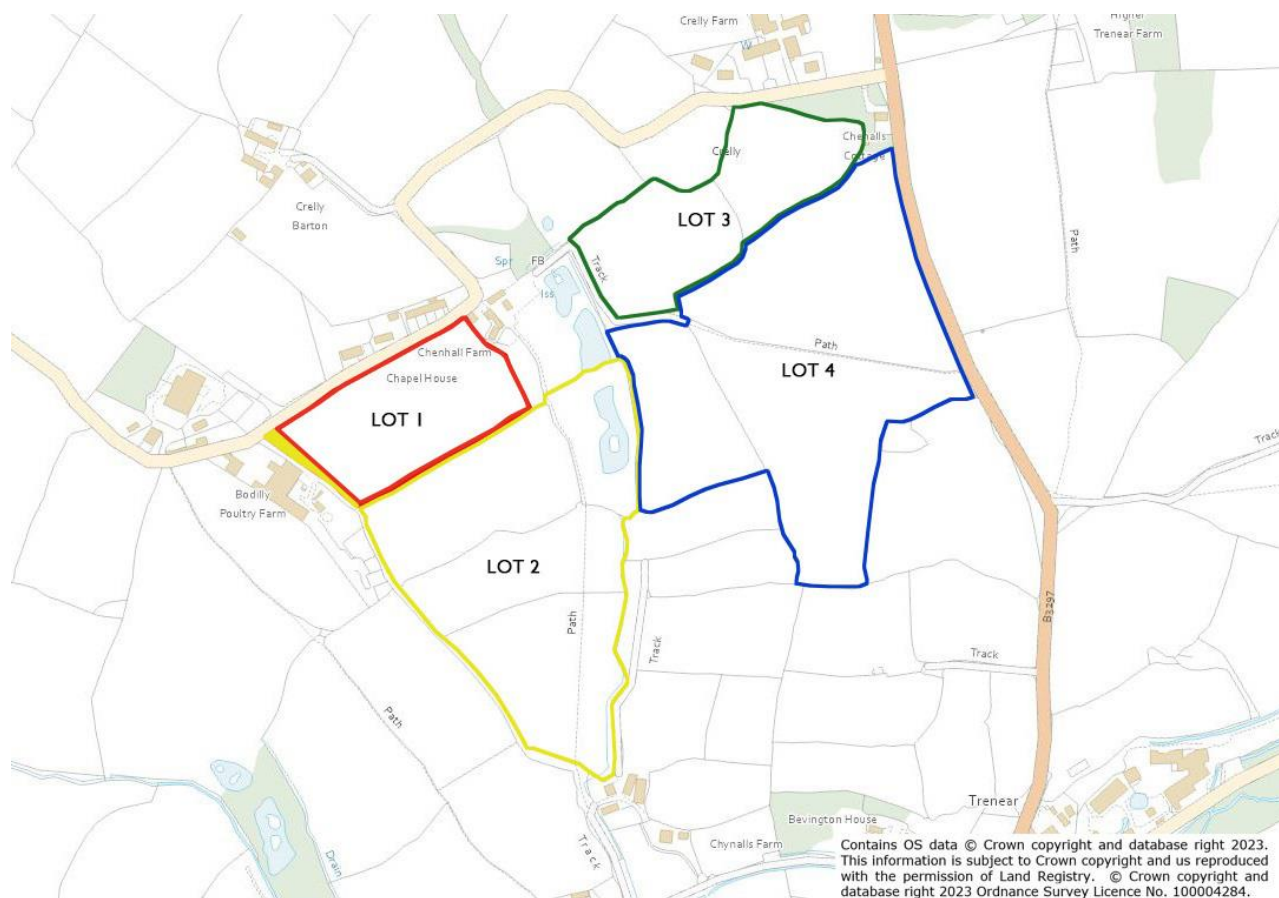 Crelly Farm
W
Higher
Trenear Farm
Chenalls
Cottage
Crelly
Crelly
Barton
LOT 3
Spr
FB
Track
Iss
Path
Chenhall Farm
Chapel House
LOT 4
Path
LOT 1
Track
Bodilly
Poultry Farm
LOT 2
B3297
Path
Track
Track
Path
Trenear
Bevington House
Chynalls Farm
Drain
Track
Contains OS data © Crown copyright and database right 2023.
This information is subject to Crown copyright and us reproduced
with the permission of Land Registry. © Crown copyright and
database right 2023 Ordnance Survey Licence No. 100004284.